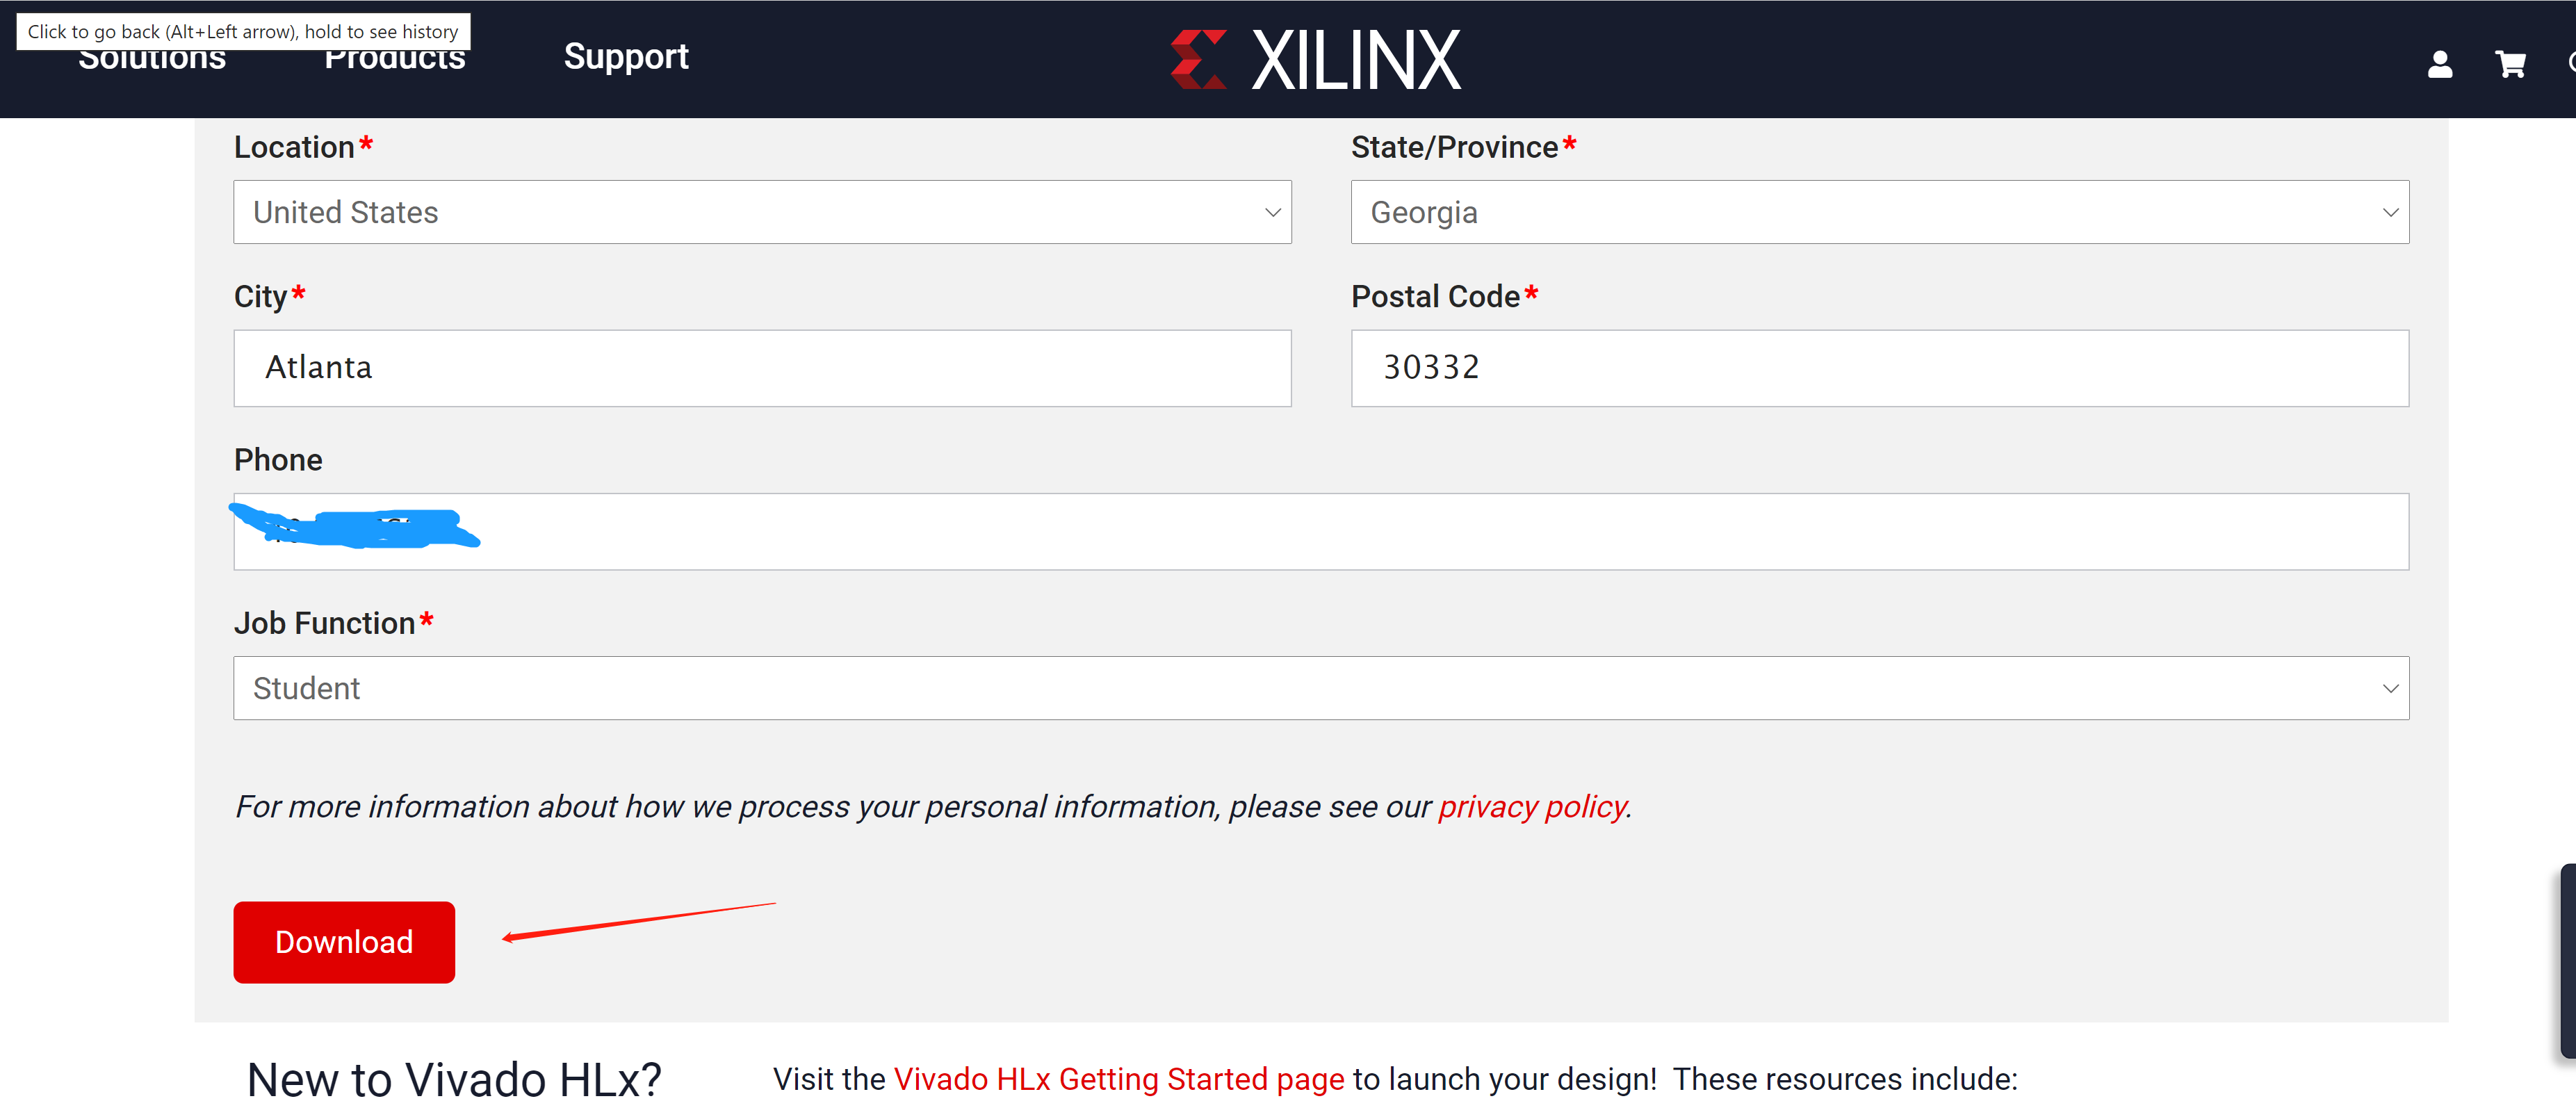 Click to go back (Alt+Left arrow), hold to see history
Solutions Products Support
XILINX
Location* State/Province*
United States Georgia
City* Postal Code*
Atlanta 30332
Phone
Job Function*
Student
For more information about how we process your personal information, please see our privacy policy.
Download
New to Vivado HLx? Visit the Vivado HLx Getting Started page to launch your design! These resources include: